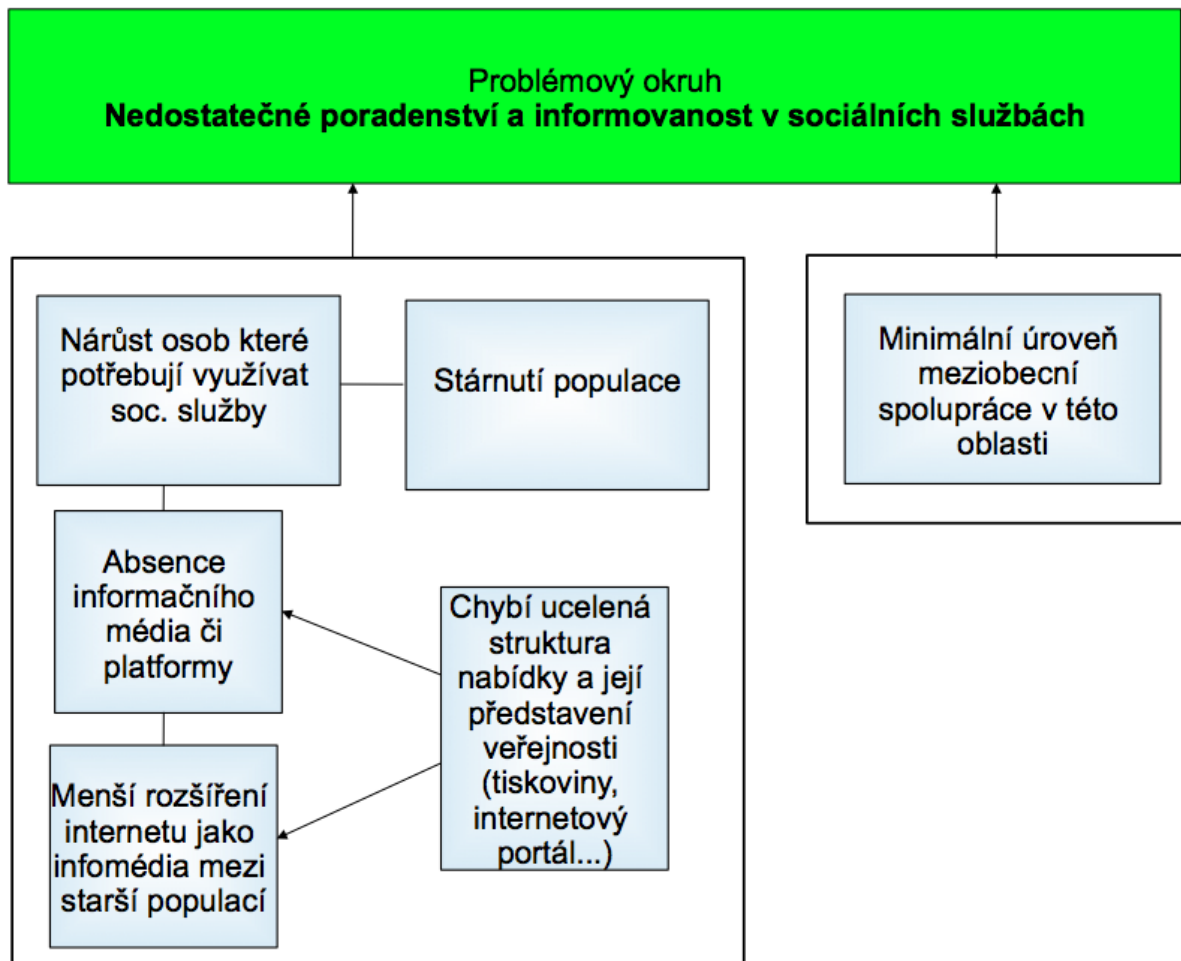 Problémový okruh
Nedostatečné poradenství a informovanost v sociálních službách
Nárůst osob které
potřebují využívat
soc. služby
Stárnutí populace
Minimální úroveň
meziobecní
spolupráce v této
oblasti
Absence
informačního
média či
platformy
Chybí ucelená
struktura
nabídky a její
představení
veřejnosti
(tiskoviny,
internetový
portál...)
Menší rozšíření
internetu jako
infomédia mezi
starší populací